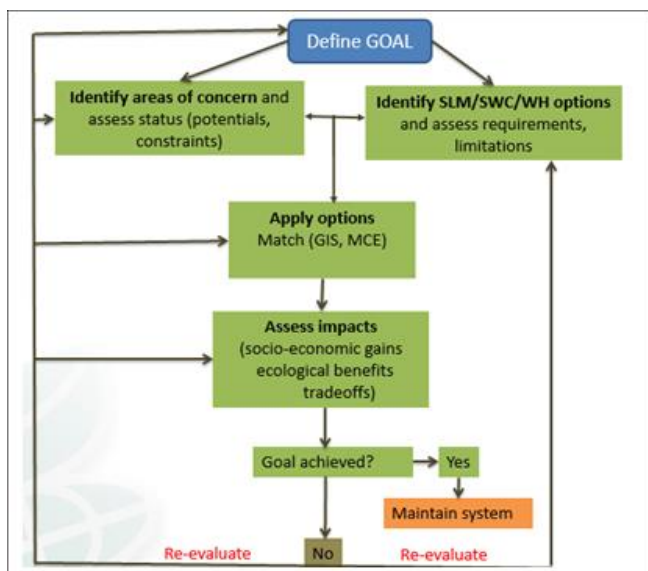 Define GOAL
Identify areas of concern and
assess status (potentials,
constraints)
Identify SLM/SWC/WH options
and assess requirements,
limitations
Apply options
Match (GIS, MCE)
Assess impacts
(socio-economic gains
ecological benefits
tradeoffs)
Goal achieved?
Yes
Maintain system
Re-evaluate
No
Re-evaluate